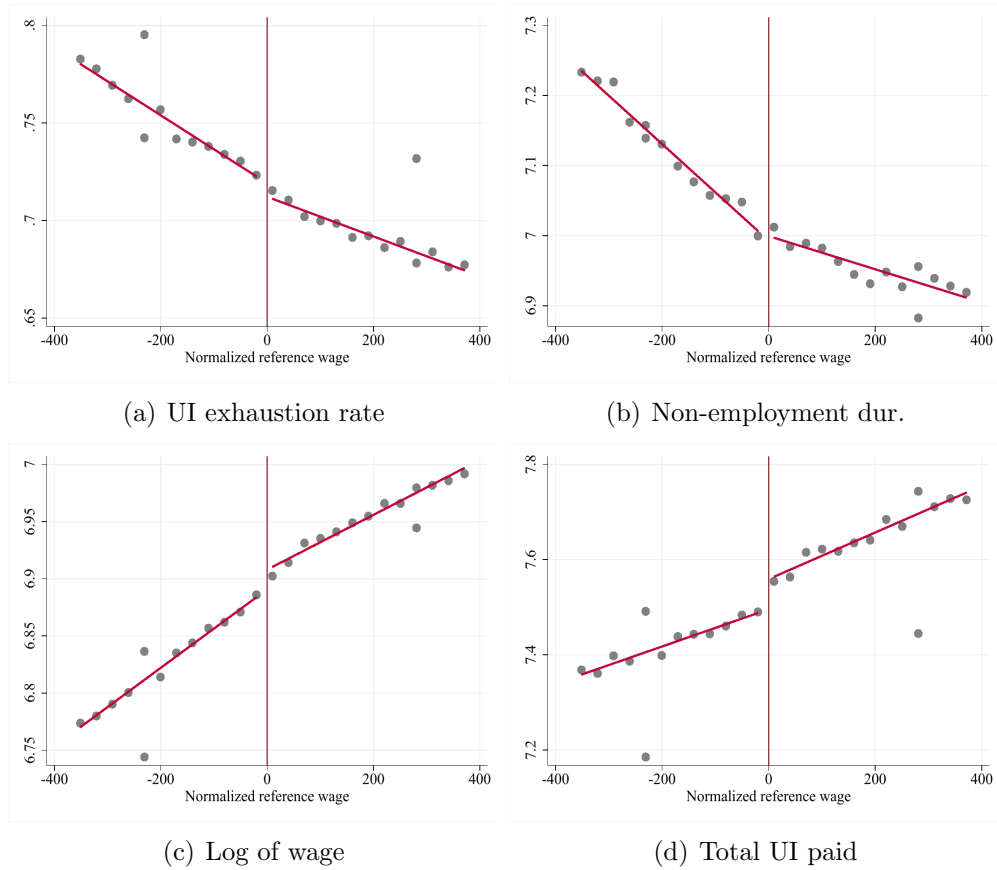 .8
.75
.7
.65
-400 -200 0 200 400
Normalized reference wage
(a) UI exhaustion rate
7.3
7.2
7.1
7
6.9
-400 -200 0 200 400
Normalized reference wage
(b) Non-employment dur.
7
6.95
6.9
6.85
6.8
6.75
-400 -200 0 200 400
Normalized reference wage
(c) Log of wage
7.8
7.6
7.4
7.2
-400 -200 0 200 400
Normalized reference wage
(d) Total UI paid